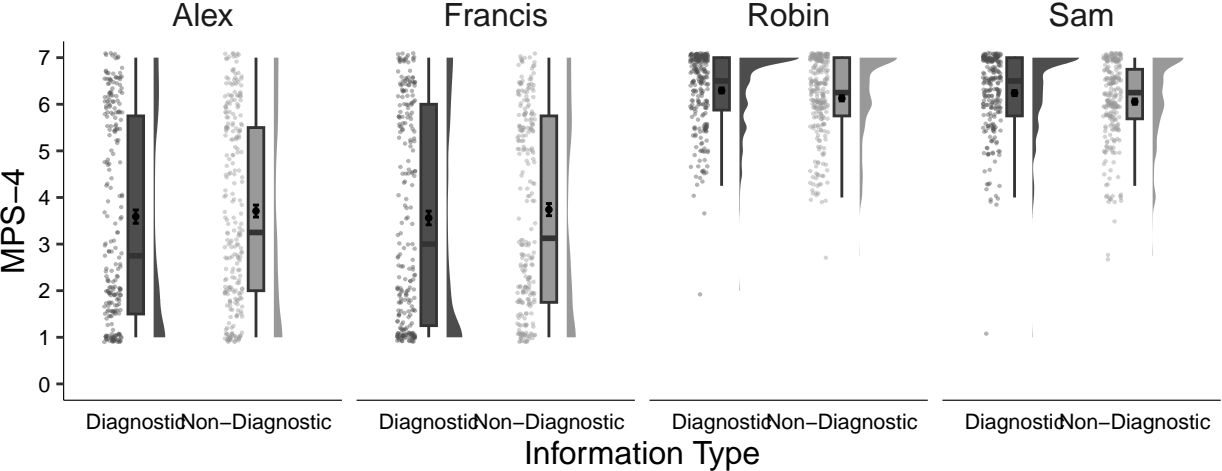 Alex Francis Robin Sam
MPS−4
7
6
5
4
3
2
1
0
Diagnostic Non−Diagnostic Diagnostic Non−Diagnostic Diagnostic Non−Diagnostic Diagnostic Non−Diagnostic
Information Type